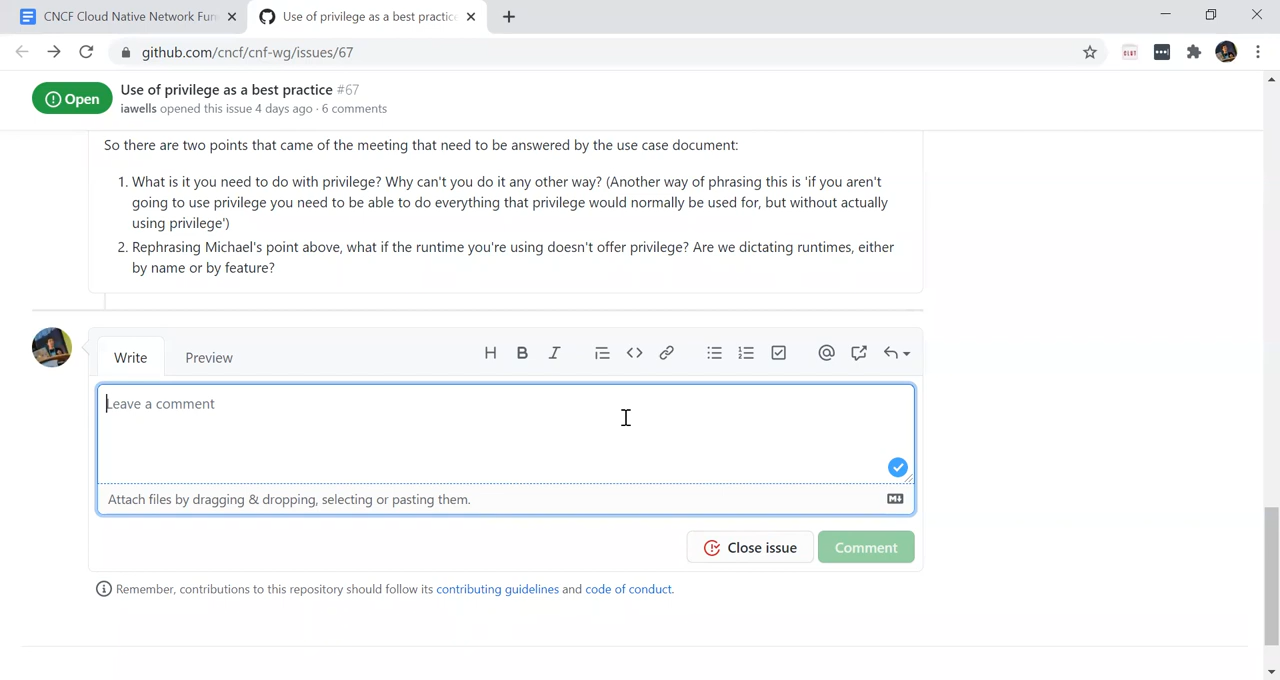 CNCF Cloud Native Network Fun
Use of privilege as a best practice
github.com/cncf/cnf-wg/issues/67
Open
Use of privilege as a best practice #67
iawells opened this issue 4 days ago · 6 comments
So there are two points that came of the meeting that need to be answered by the use case document:
1. What is it you need to do with privilege? Why can't you do it any other way? (Another way of phrasing this is 'if you aren't
going to use privilege you need to be able to do everything that privilege would normally be used for, but without actually
using privilege')
2. Rephrasing Michael's point above, what if the runtime you're using doesn't offer privilege? Are we dictating runtimes, either
by name or by feature?
Write
Preview
H B I
Leave a comment
Attach files by dragging & dropping, selecting or pasting them.
Close issue
Comment
Remember, contributions to this repository should follow its contributing guidelines and code of conduct.